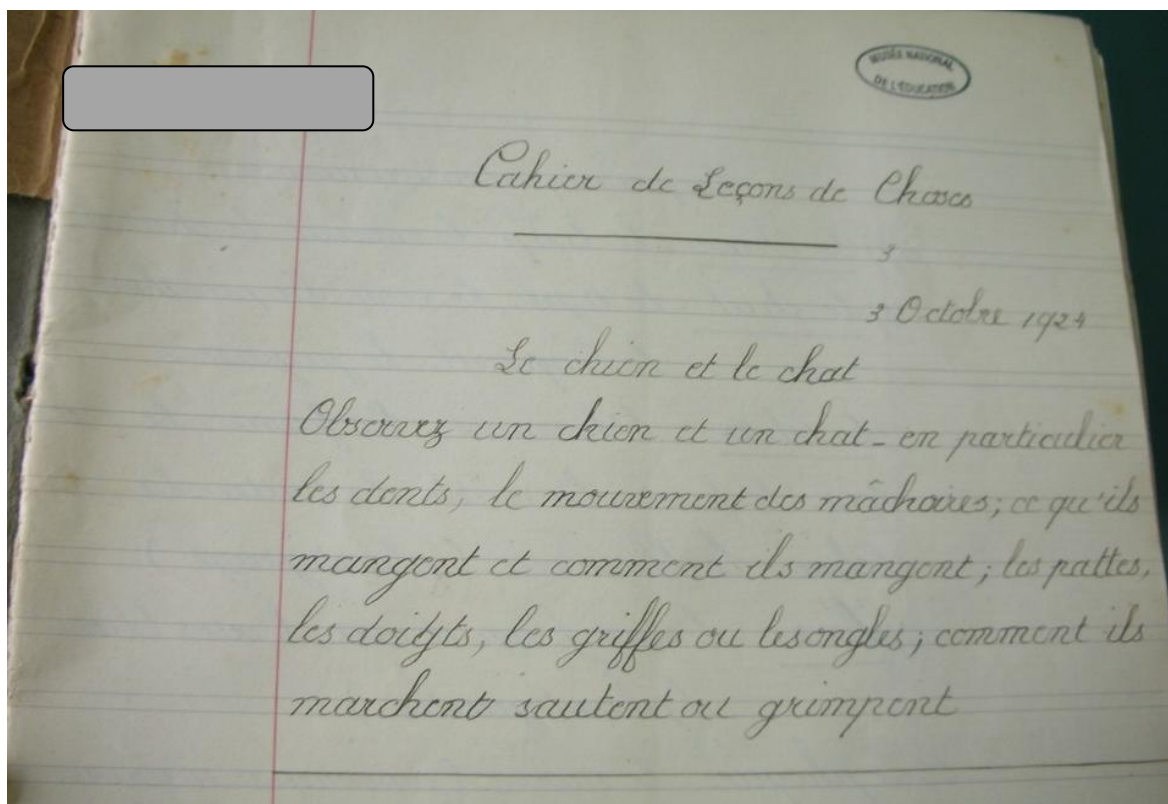 MUSÉE NATIONAL
DE L'ÉDUCATION
Cahier de Leçons de Choses
3
3 Octobre 1924
Le chien et le chat
Observez un chien et un chat - en particulier
les dents, le mouvement des mâchoires; ce qu'ils
mangent et comment ils mangent; les pattes,
les doigts, les griffes ou les ongles; comment ils
marchent sautent ou grimpent